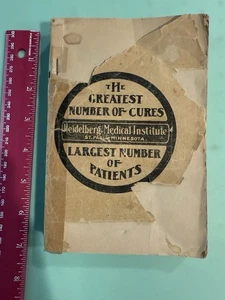 THE
GREATEST
NUMBER OF CURES
Heidelberg Medical Institute
ST. PAUL, MINNESOTA.
LARGEST NUMBER
OF
PATIENTS